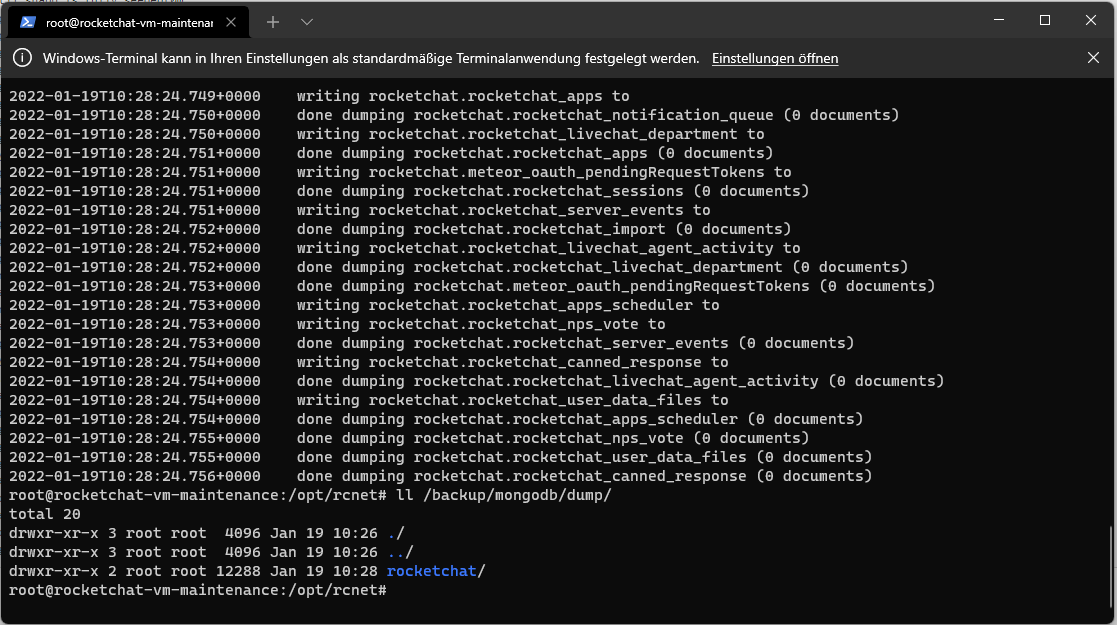 root@rocketchat-vm-maintenan
Windows-Terminal kann in Ihren Einstellungen als standardmäßige Terminalanwendung festgelegt werden. Einstellungen öffnen
2022-01-19T10:28:24.749+0000    writing rocketchat.rocketchat_apps to
2022-01-19T10:28:24.750+0000    done dumping rocketchat.rocketchat_notification_queue (0 documents)
2022-01-19T10:28:24.750+0000    writing rocketchat.rocketchat_livechat_department to
2022-01-19T10:28:24.751+0000    done dumping rocketchat.rocketchat_apps (0 documents)
2022-01-19T10:28:24.751+0000    writing rocketchat.meteor_oauth_pendingRequestTokens to
2022-01-19T10:28:24.751+0000    done dumping rocketchat.rocketchat_sessions (0 documents)
2022-01-19T10:28:24.751+0000    writing rocketchat.rocketchat_server_events to
2022-01-19T10:28:24.752+0000    done dumping rocketchat.rocketchat_import (0 documents)
2022-01-19T10:28:24.752+0000    writing rocketchat.rocketchat_livechat_agent_activity to
2022-01-19T10:28:24.752+0000    done dumping rocketchat.rocketchat_livechat_department (0 documents)
2022-01-19T10:28:24.753+0000    done dumping rocketchat.meteor_oauth_pendingRequestTokens (0 documents)
2022-01-19T10:28:24.753+0000    writing rocketchat.rocketchat_apps_scheduler to
2022-01-19T10:28:24.753+0000    writing rocketchat.rocketchat_nps_vote to
2022-01-19T10:28:24.753+0000    done dumping rocketchat.rocketchat_server_events (0 documents)
2022-01-19T10:28:24.754+0000    writing rocketchat.rocketchat_canned_response to
2022-01-19T10:28:24.754+0000    done dumping rocketchat.rocketchat_livechat_agent_activity (0 documents)
2022-01-19T10:28:24.754+0000    writing rocketchat.rocketchat_user_data_files to
2022-01-19T10:28:24.754+0000    done dumping rocketchat.rocketchat_apps_scheduler (0 documents)
2022-01-19T10:28:24.755+0000    done dumping rocketchat.rocketchat_nps_vote (0 documents)
2022-01-19T10:28:24.755+0000    done dumping rocketchat.rocketchat_user_data_files (0 documents)
2022-01-19T10:28:24.756+0000    done dumping rocketchat.rocketchat_canned_response (0 documents)
root@rocketchat-vm-maintenance:/opt/rcnet# ll /backup/mongodb/dump/
total 20
drwxr-xr-x 3 root root  4096 Jan 19 10:26 ./
drwxr-xr-x 3 root root  4096 Jan 19 10:26 ../
drwxr-xr-x 2 root root 12288 Jan 19 10:28 rocketchat/
root@rocketchat-vm-maintenance:/opt/rcnet#